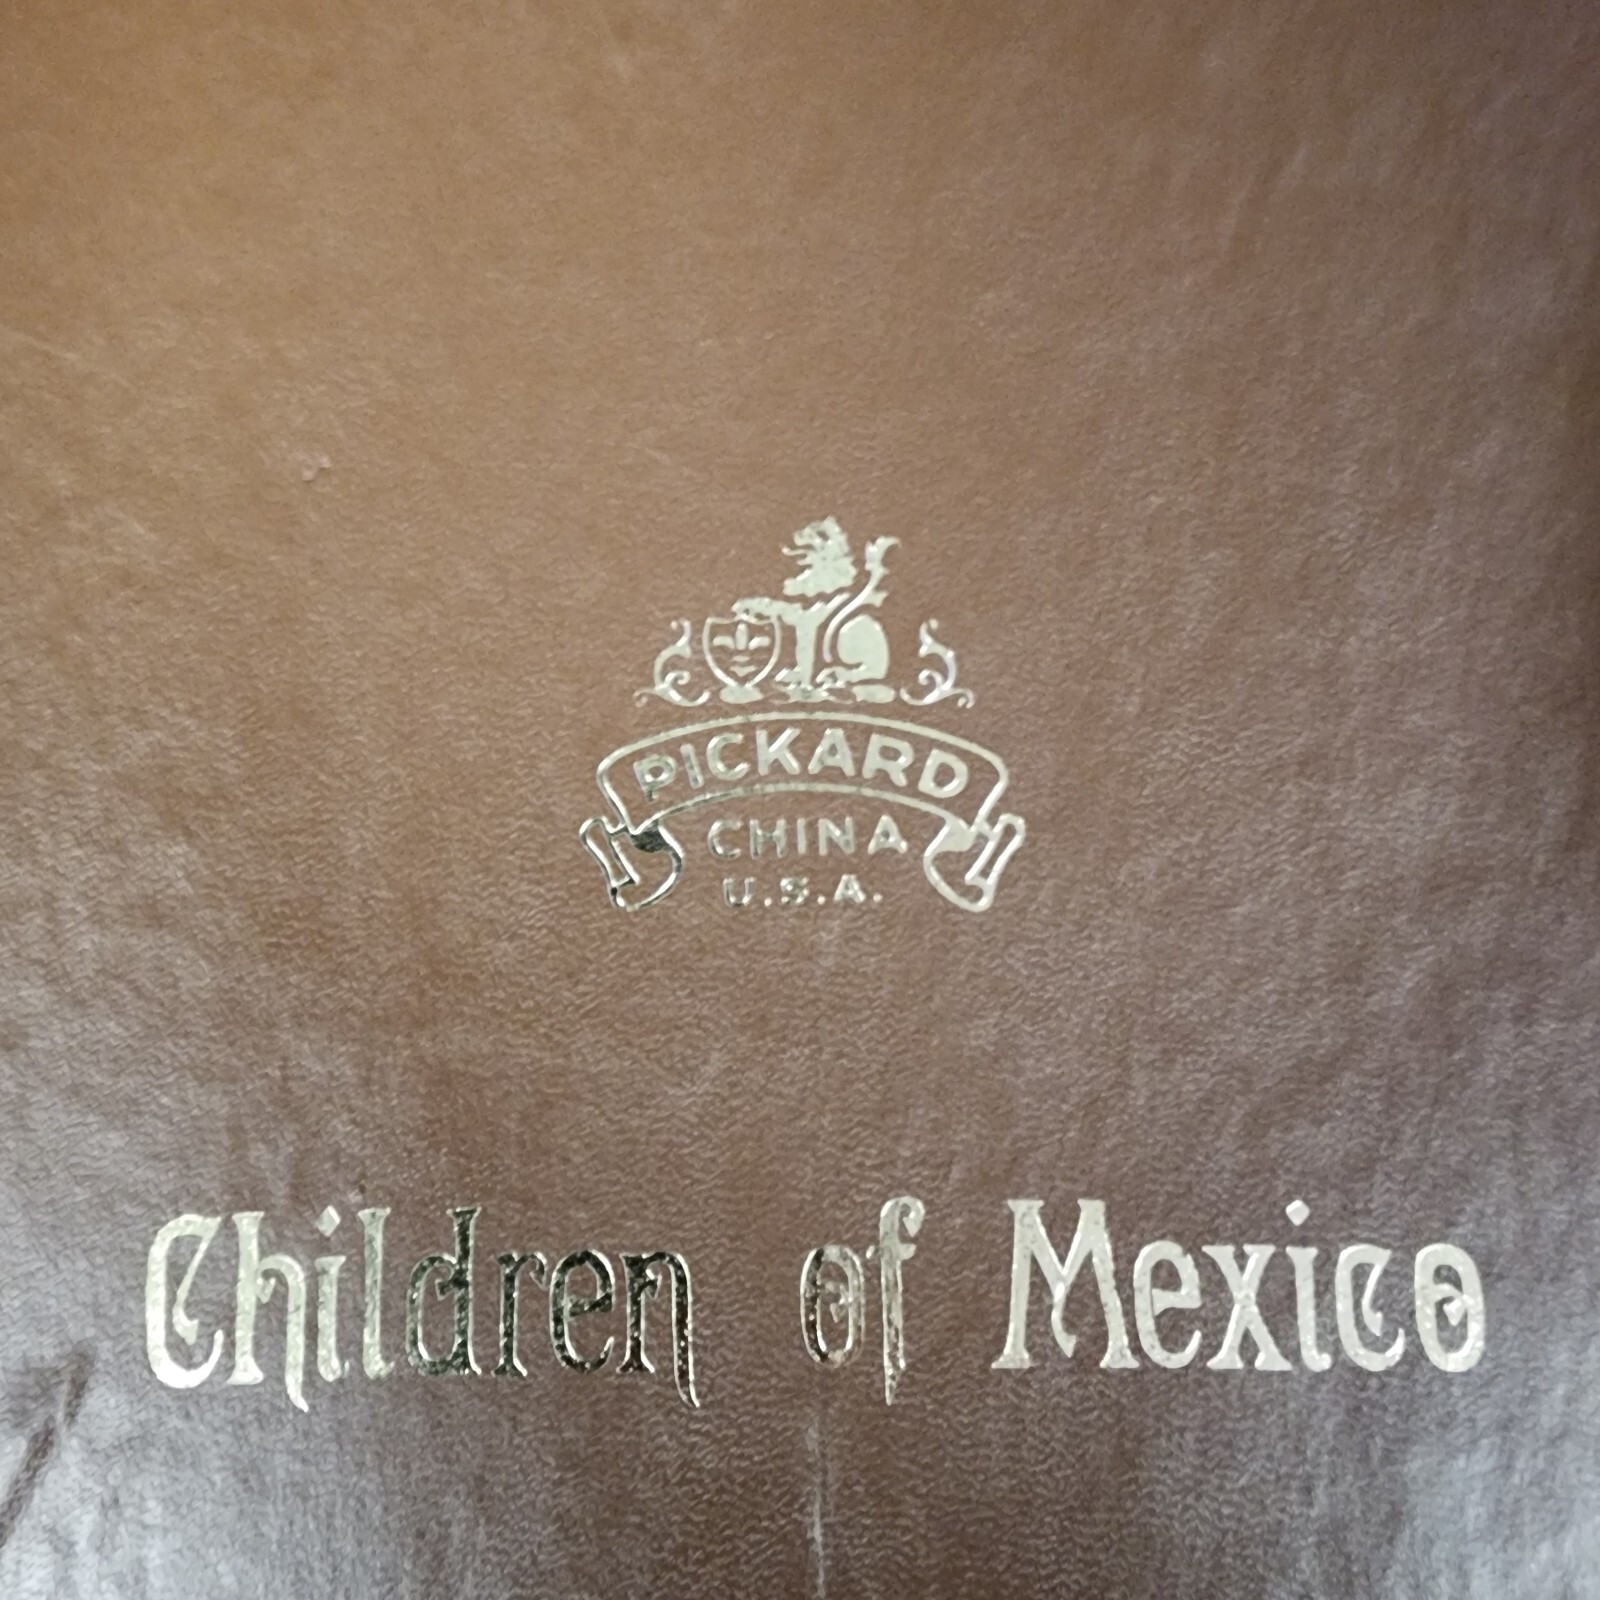 PICKARD
CHINA
U.S.A.
Children of Mexico